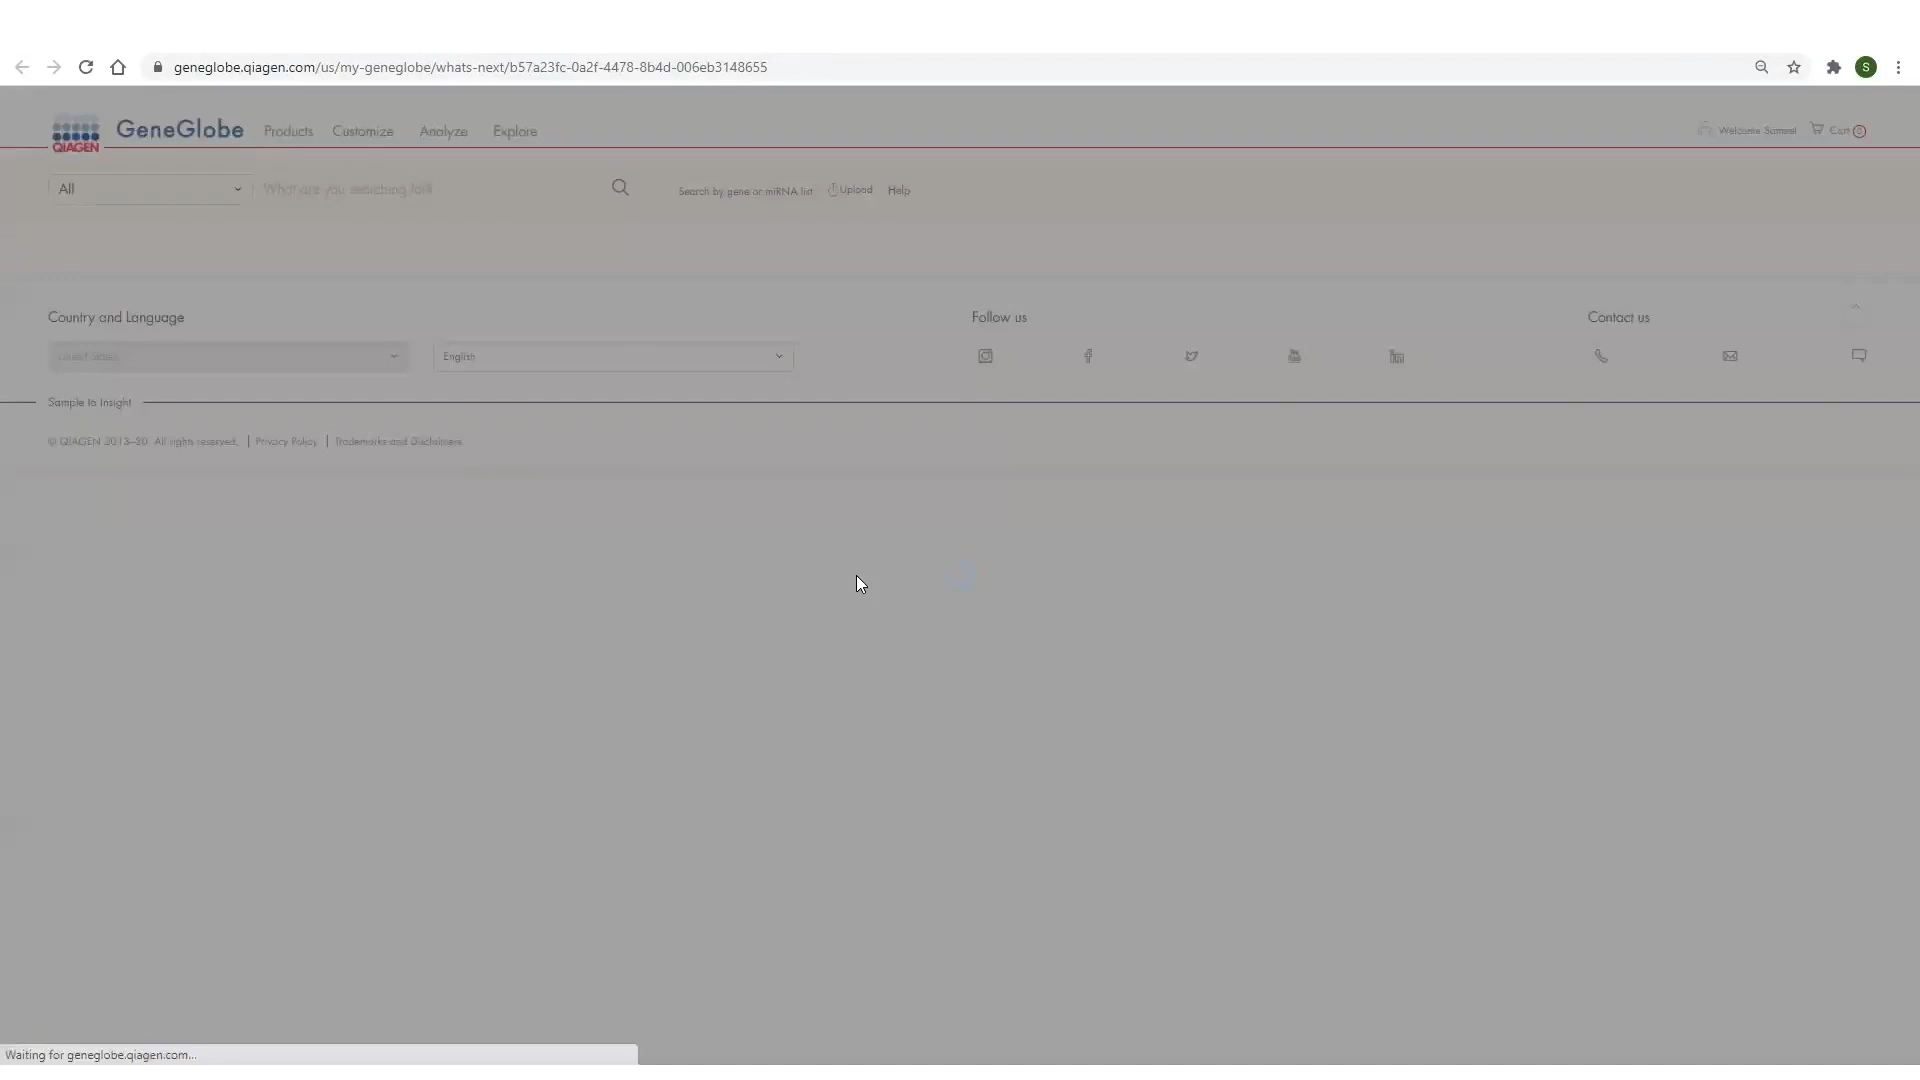 geneglobe.qiagen.com/us/my-geneglobe/whats-next/b57a23fc-0a2f-4478-8b4d-006eb3148655
S
QIAGEN
GeneGlobe Products Customize Analyze Explore
Welcome Sameel Cart 0
All What are you searching for?
Search by gene or miRNA list Upload Help
Country and Language Follow us Contact us
United States English
Sample to Insight
© QIAGEN 2013–20. All rights reserved. Privacy Policy Trademarks and Disclaimers
Waiting for geneglobe.qiagen.com...